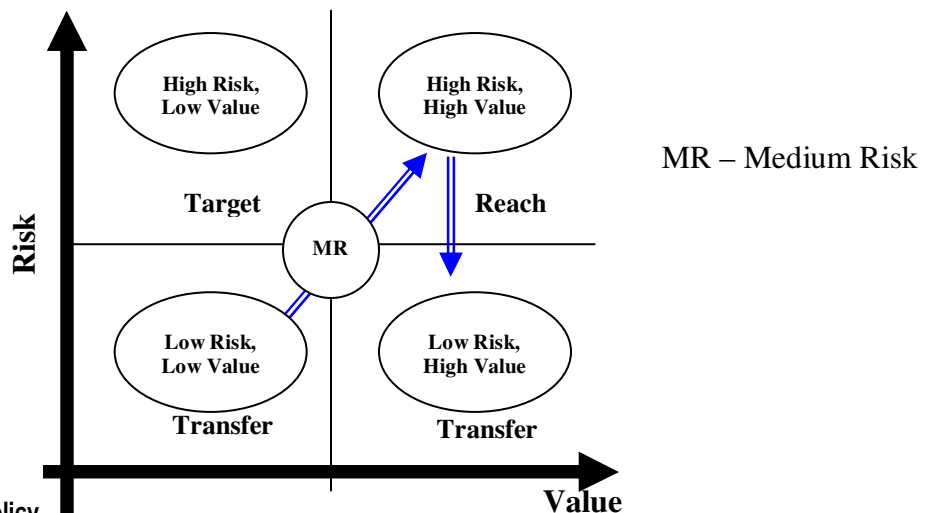 High Risk,
Low Value
High Risk,
High Value
MR – Medium Risk
Target
Reach
Risk
MR
Low Risk,
Low Value
Low Risk,
High Value
Transfer
Transfer
Value